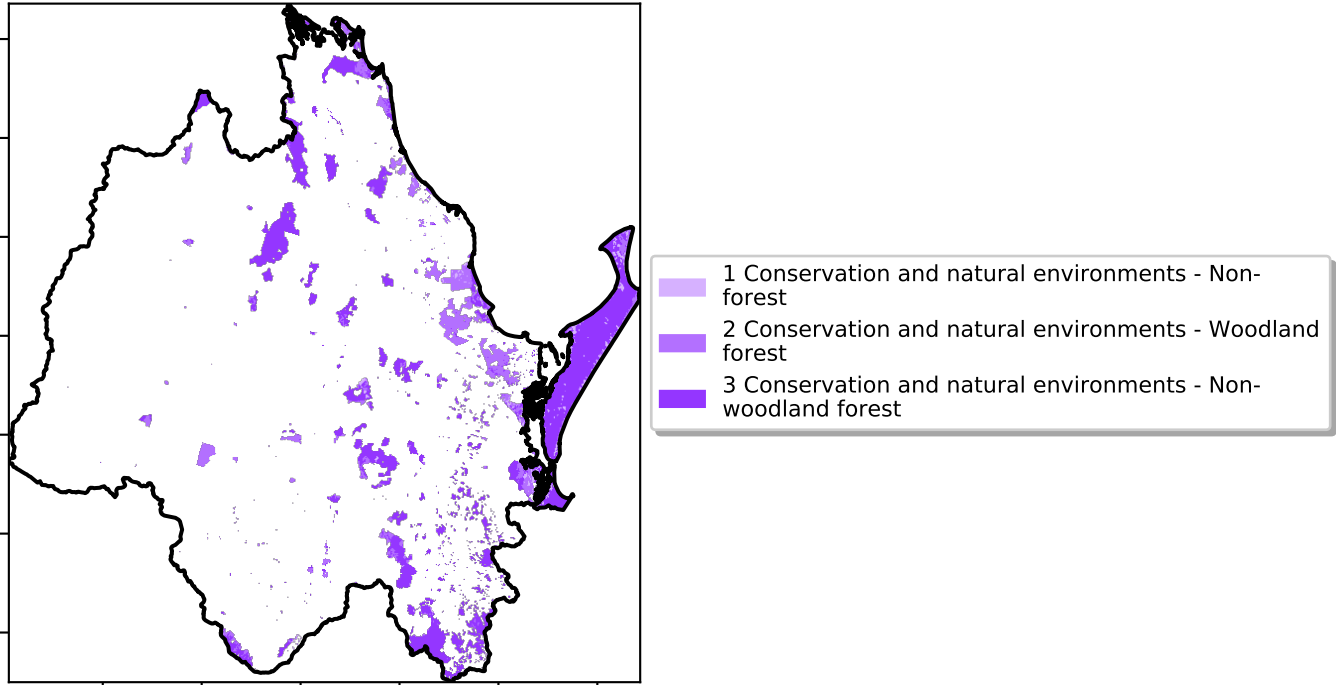 1 Conservation and natural environments - Non-
forest
2 Conservation and natural environments - Woodland
forest
3 Conservation and natural environments - Non-
woodland forest